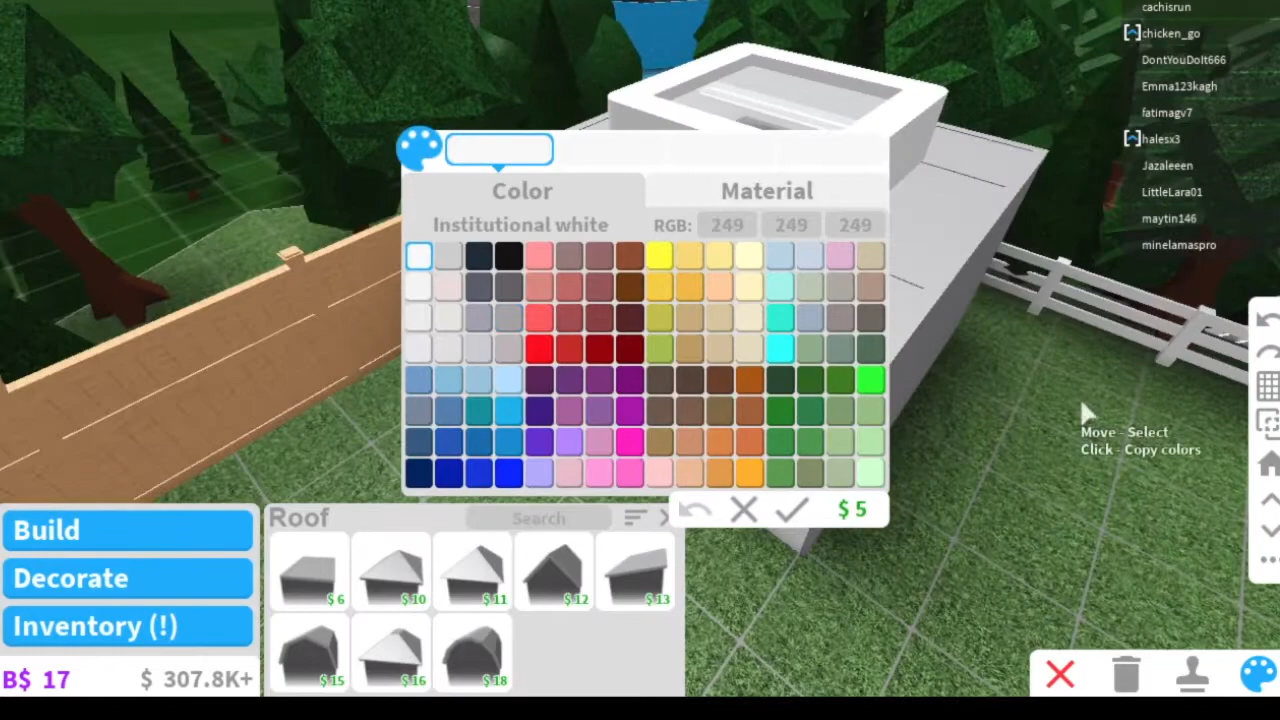 cachisrun
chicken_go
DontYouDoIt666
Emma123kagh
fatimagv7
halesx3
Jazaleeen
LittleLara01
maytin146
minelamaspro
Color
Material
Institutional white
RGB: 249 249 249
Move - Select
Click - Copy colors
$ 5
Build
Decorate
Inventory (!)
B$ 17
$ 307.8K+
Roof
Search
$ 6
$ 10
$ 11
$ 12
$ 13
$ 15
$ 16
$ 18